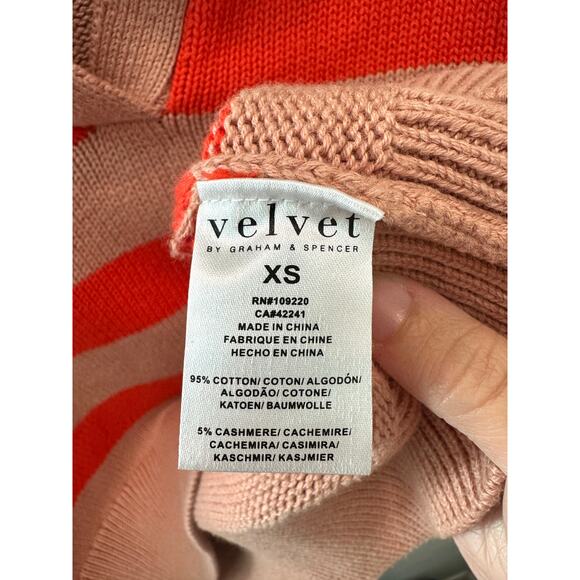 velvet
BY GRAHAM & SPENCER
XS
RN#109220
CA#42241
MADE IN CHINA
FABRIQUE EN CHINE
HECHO EN CHINA
95% COTTON/ COTON/ ALGODÓN/
ALGODÃO/ COTONE/
KATOEN/ BAUMWOLLE
5% CASHMERE/ CACHEMIRE/
CACHEMIRA/ CASIMIRA/
KASCHMIR/ KASJMIER